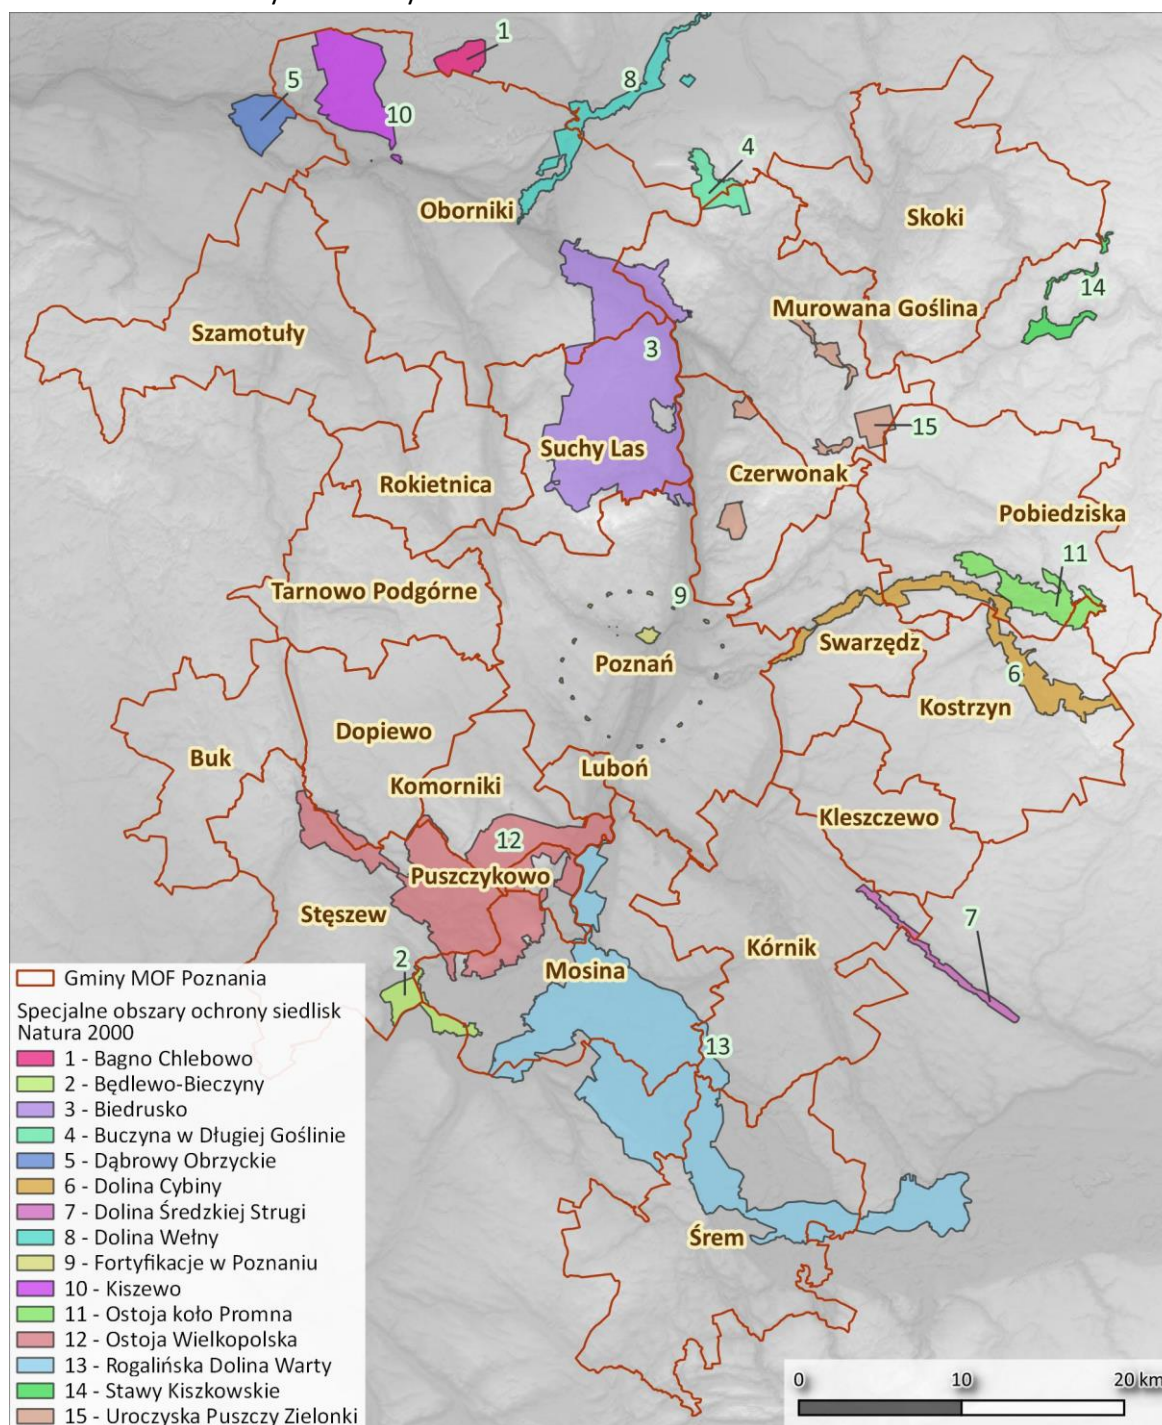 1
8
5
10
4
Oborniki
Skoki
14
Murowana Goślina
Szamotuły
3
15
Suchy Las
Czerwonak
Rokietnica
Pobiedziska
11
Tarnowo Podgórne
9
Swarzędz
Poznań
6
Kostrzyn
Dopiewo
Buk
Luboń
Komorniki
Kleszczewo
12
Puszczykowo
Stęszew
7
Kórnik
2
Mosina
13
Śrem
Gminy MOF Poznania
Specjalne obszary ochrony siedlisk
Natura 2000
1 - Bagno Chlebowo
2 - Będlewo-Bieczyny
3 - Biedrusko
4 - Buczyna w Długiej Goślinie
5 - Dąbrowy Obrzyckie
6 - Dolina Cybiny
7 - Dolina Średzkiej Strugi
8 - Dolina Wełny
9 - Fortyfikacje w Poznaniu
10 - Kiszewo
11 - Ostoja koło Promna
12 - Ostoja Wielkopolska
13 - Rogalińska Dolina Warty
14 - Stawy Kiszkowskie
15 - Uroczyska Puszczy Zielonki
0 10 20 km